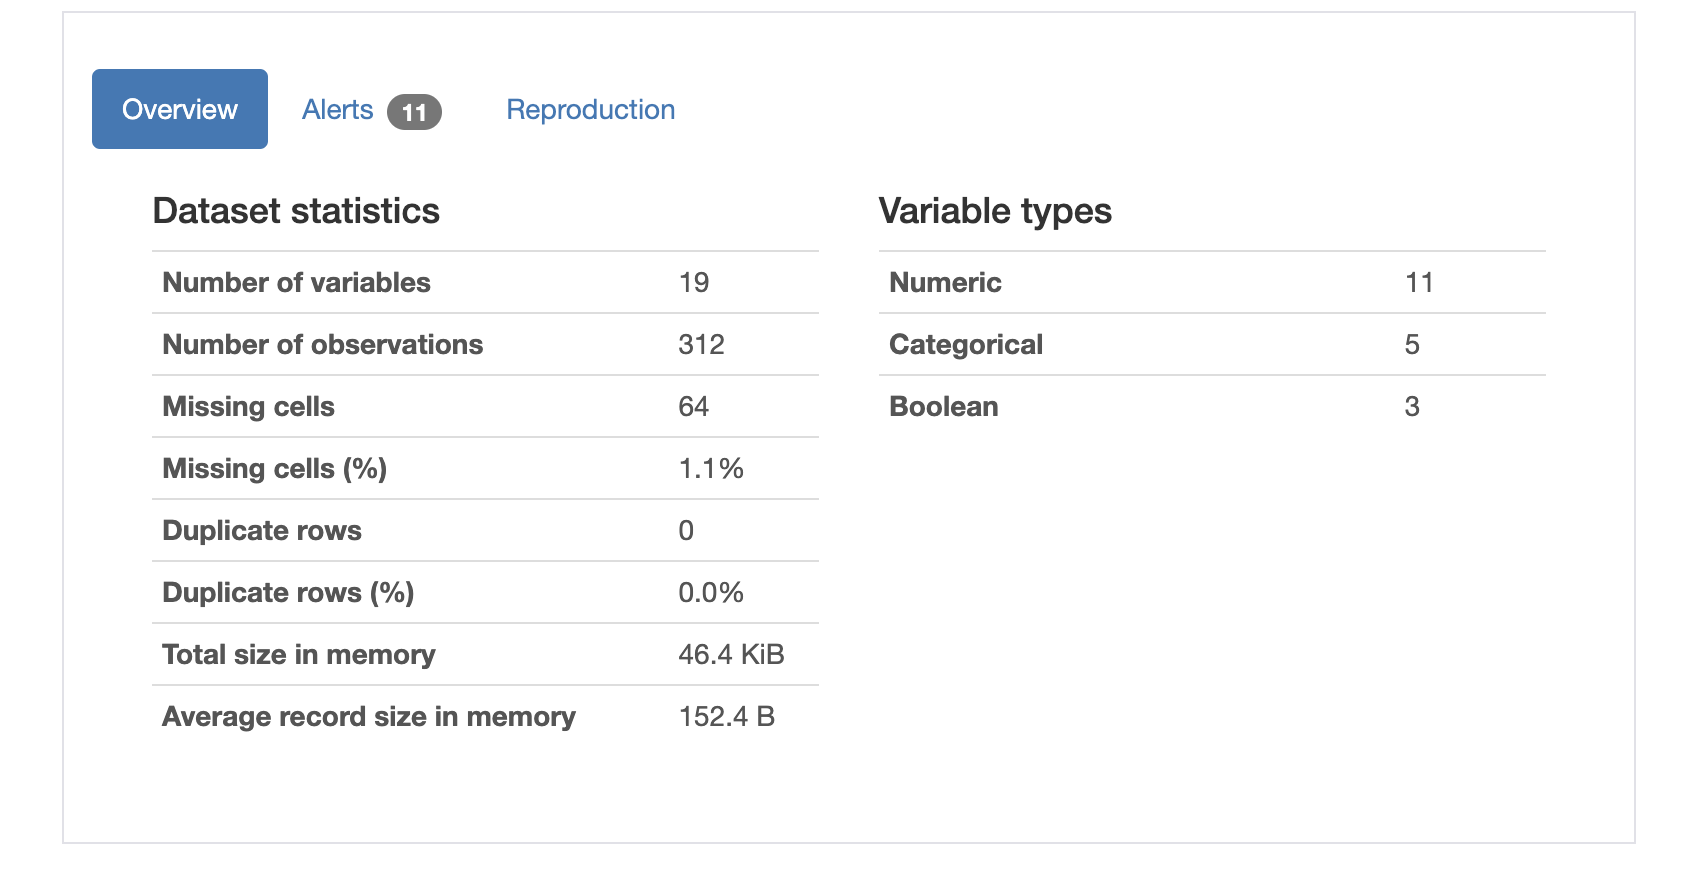 Overview Alerts 11 Reproduction
Dataset statistics
Number of variables 19
Number of observations 312
Missing cells 64
Missing cells (%) 1.1%
Duplicate rows 0
Duplicate rows (%) 0.0%
Total size in memory 46.4 KiB
Average record size in memory 152.4 B
Variable types
Numeric 11
Categorical 5
Boolean 3